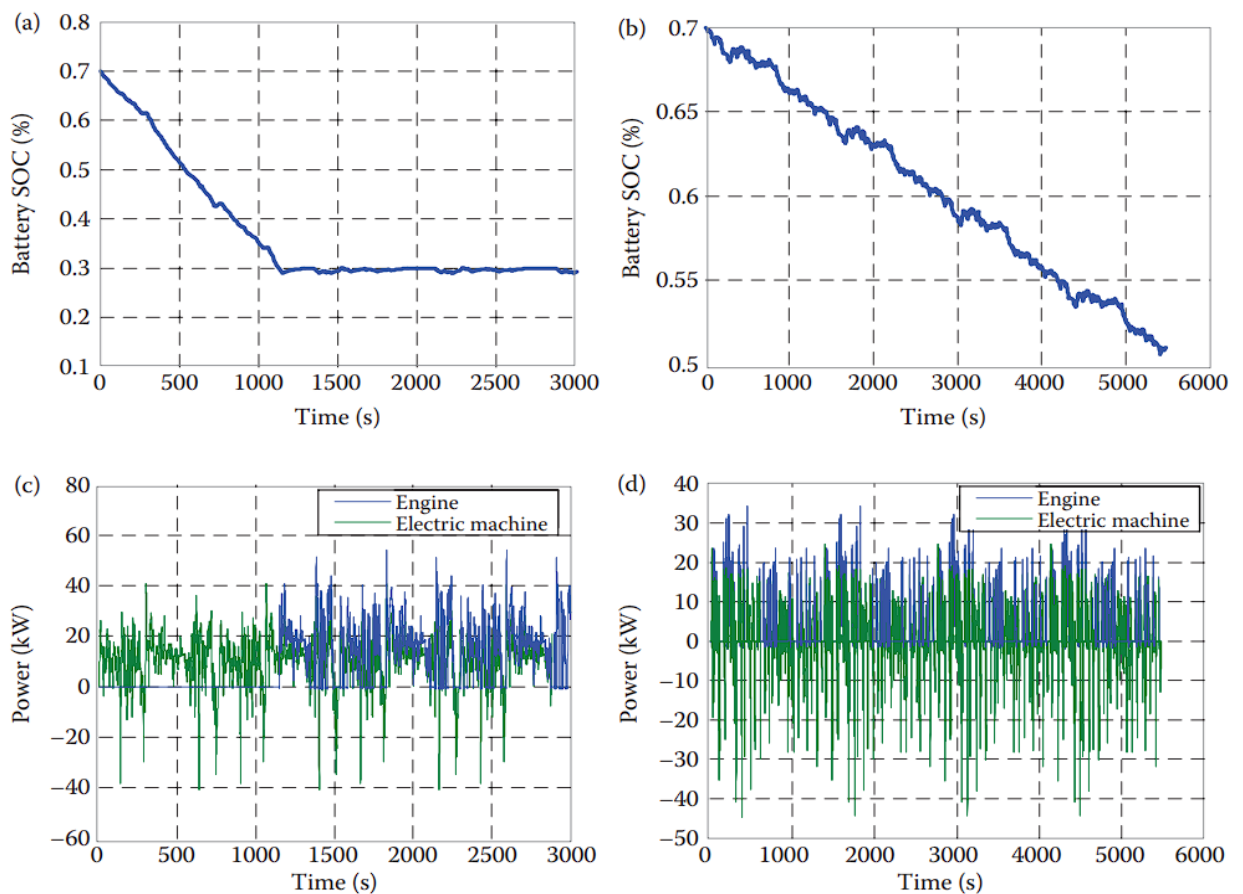 (a)
0.8
0.7
0.6
0.5
0.4
0.3
0.2
0.1
Battery SOC (%)
0 500 1000 1500 2000 2500 3000
Time (s)
(b)
0.7
0.65
0.6
0.55
0.5
Battery SOC (%)
0 1000 2000 3000 4000 5000 6000
Time (s)
(c)
80
60
40
20
0
−20
−40
−60
Power (kW)
Engine
Electric machine
0 500 1000 1500 2000 2500 3000
Time (s)
(d)
40
30
20
10
0
−10
−20
−30
−40
−50
Power (kW)
Engine
Electric machine
0 1000 2000 3000 4000 5000 6000
Time (s)